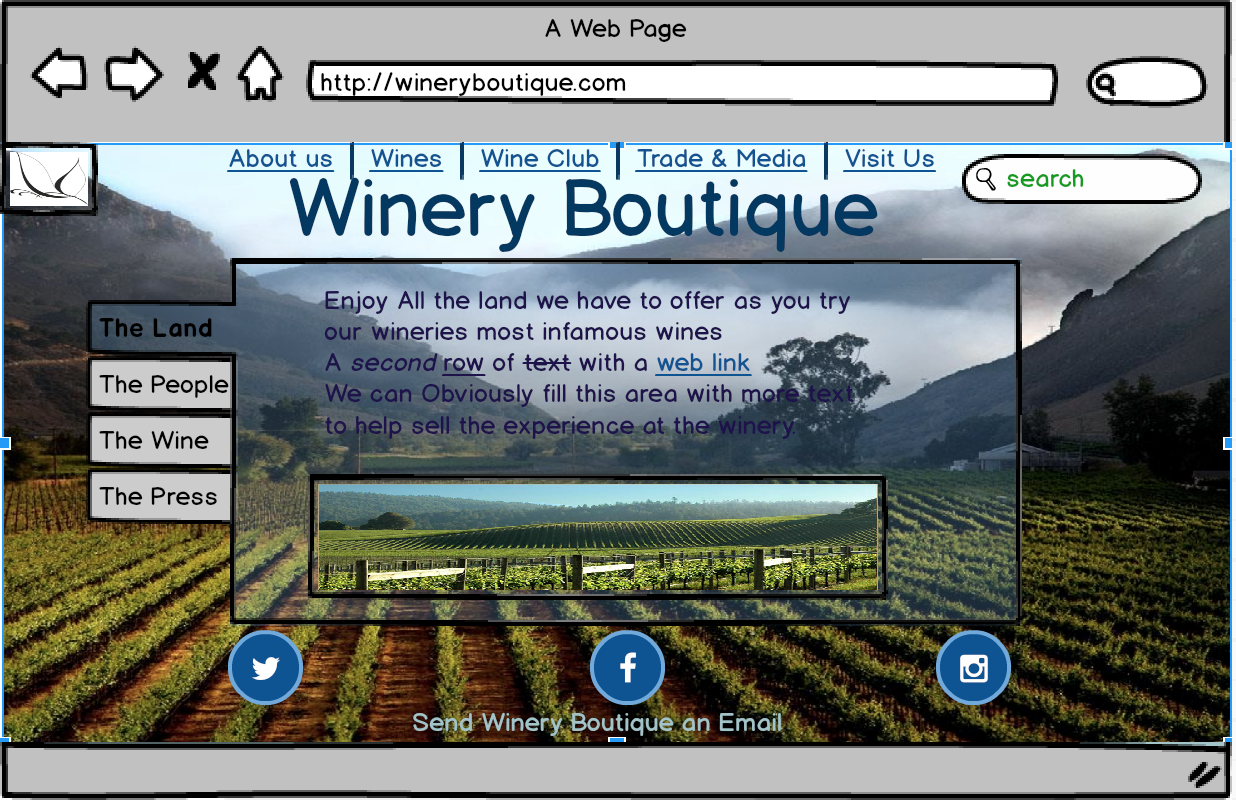 A Web Page
http://wineryboutique.com
About us Wines Wine Club Trade & Media Visit Us
search
Winery Boutique
The Land
The People
The Wine
The Press
Enjoy All the land we have to offer as you try
our wineries most infamous wines
A second row of text with a web link
We can Obviously fill this area with more text
to help sell the experience at the winery.
Send Winery Boutique an Email